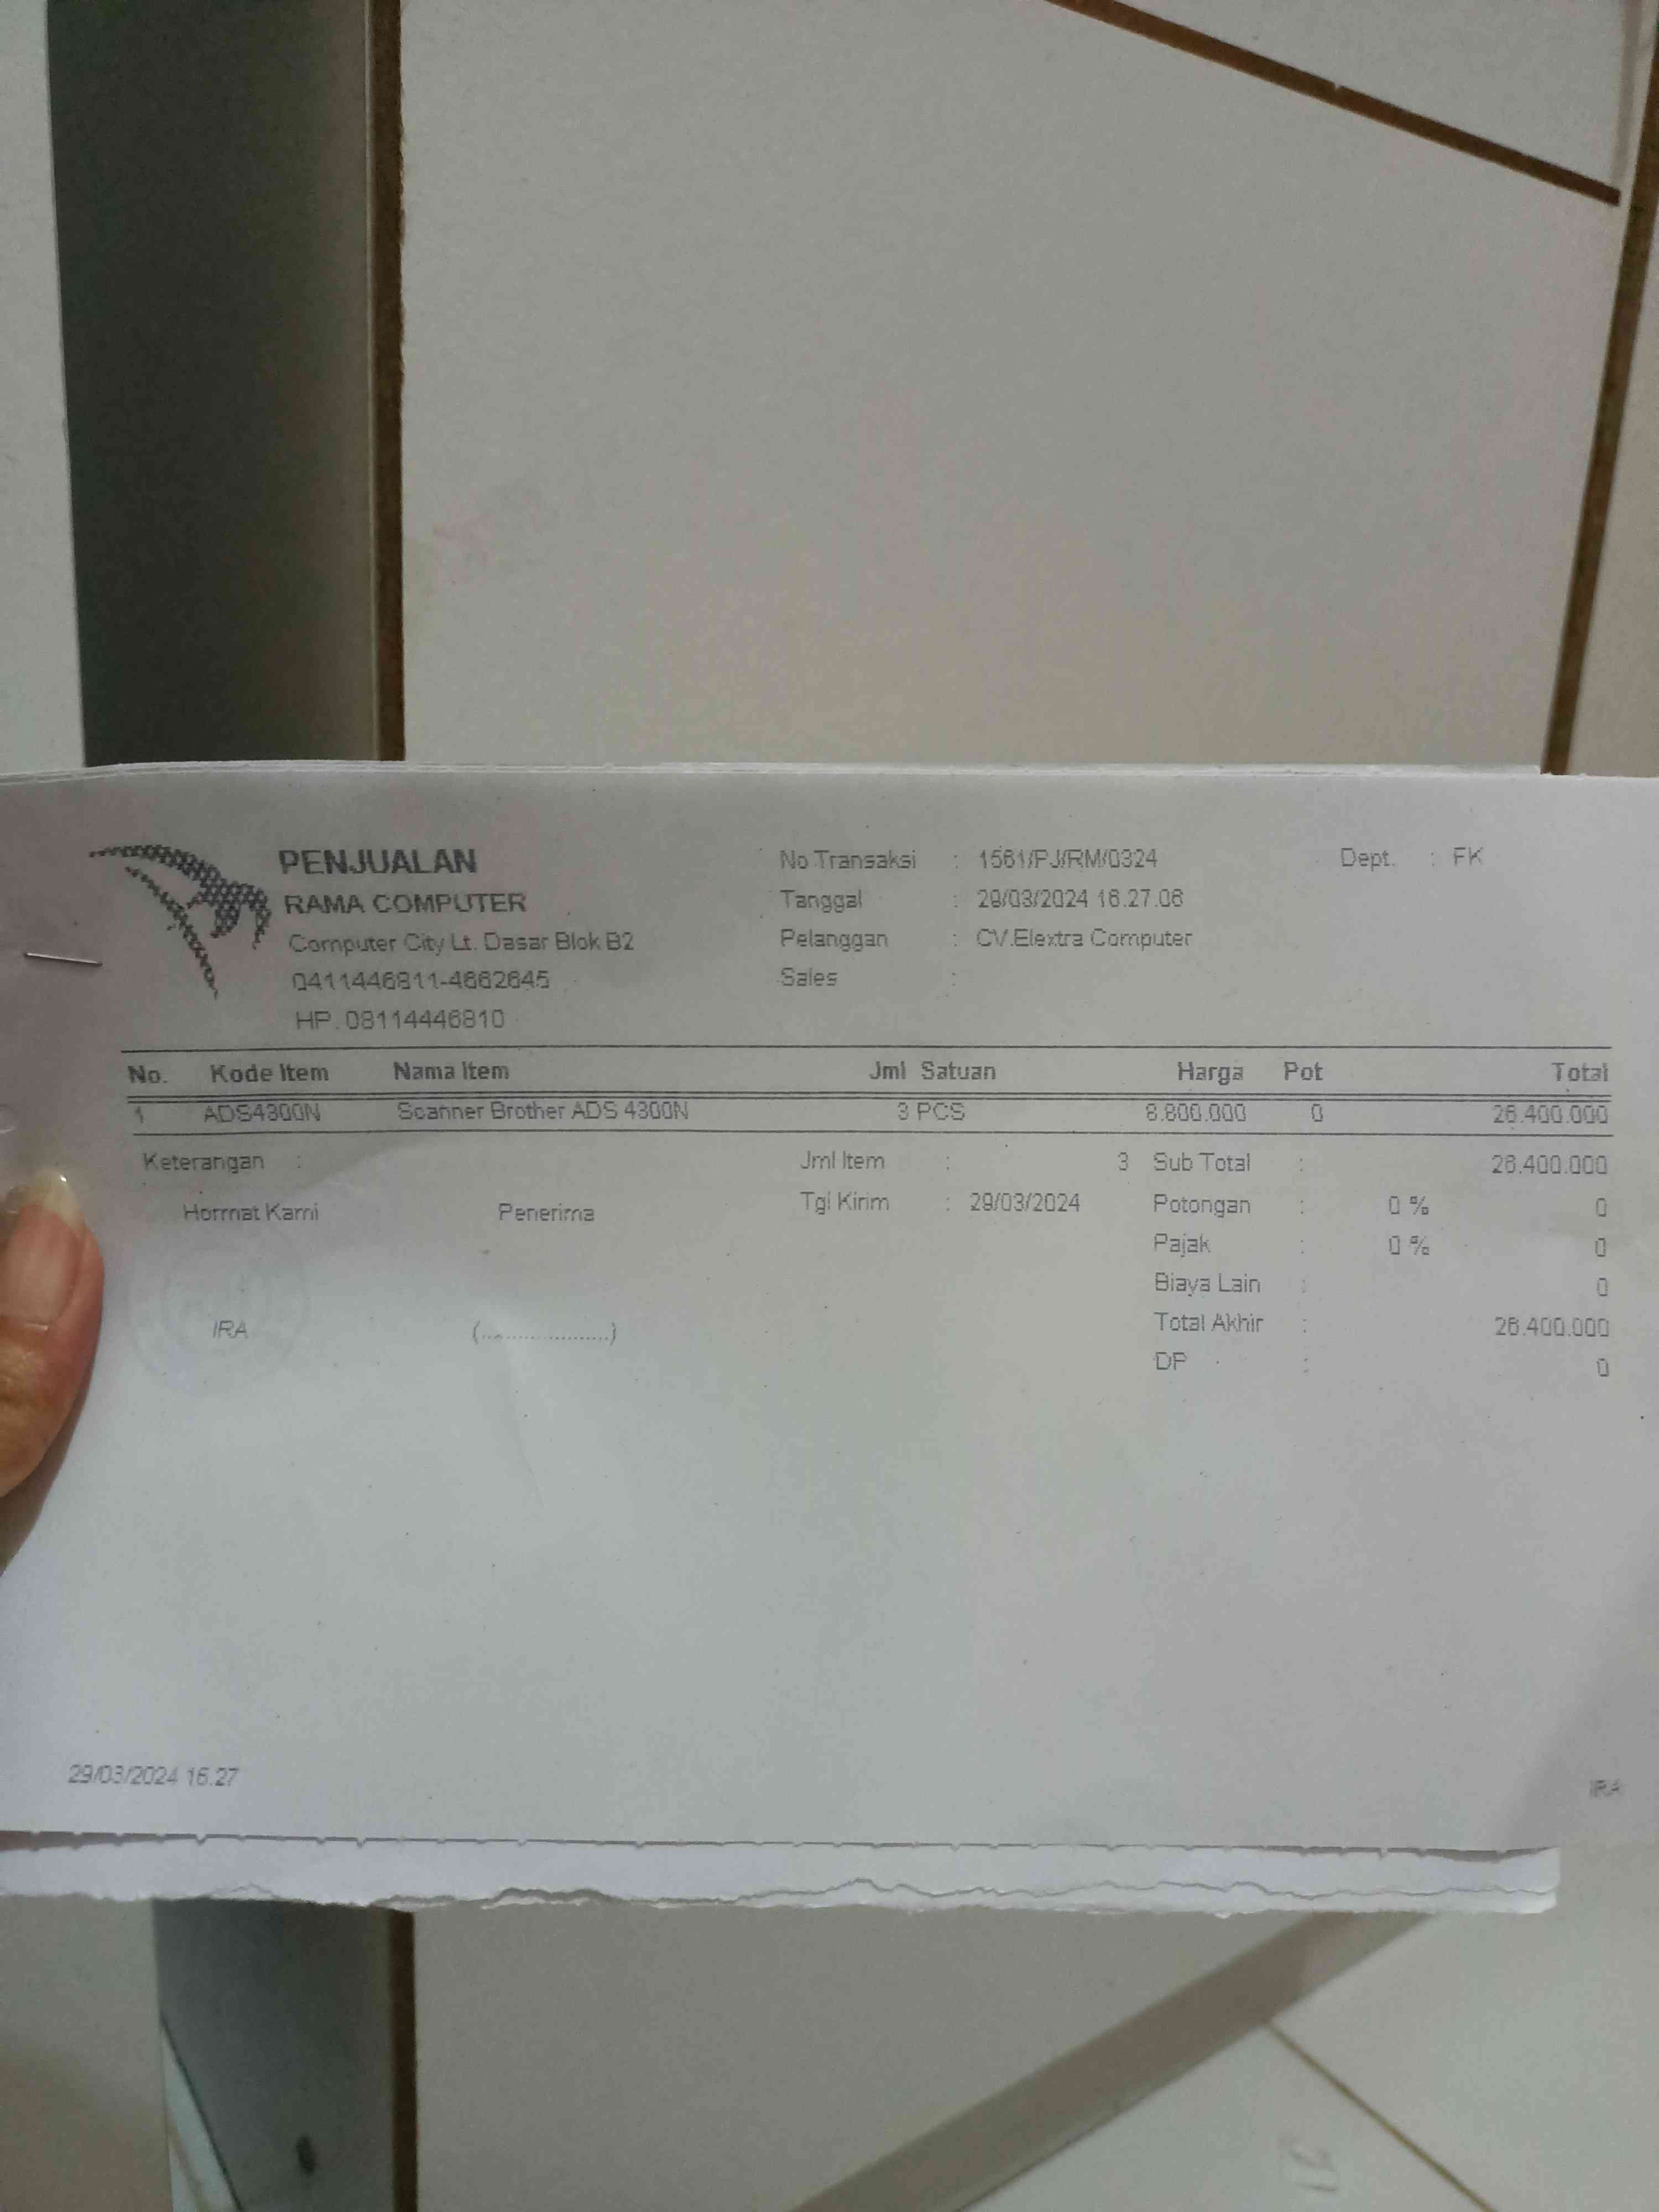 PENJUALAN
RAMA COMPUTER
Computer City Lt. Dasar Blok B2
0411446811-4662645
HP. 08114446810
No Transaksi : 1561/PJ/RM/0324
Tanggal : 29/03/2024 16.27.06
Pelanggan : CV.Elextra Computer
Sales :
Dept. : FK
No. Kode Item Nama Item Jml Satuan Harga Pot Total
1 ADS4300N Scanner Brother ADS 4300N 3 PCS 8.800.000 0 26.400.000
Keterangan : Jml Item : 3 Sub Total : 26.400.000
Hormat Kami Penerima Tgl Kirim : 29/03/2024 Potongan : 0 % 0
Pajak : 0 % 0
Biaya Lain : 0
IRA (....................) Total Akhir : 26.400.000
DP : 0
29/03/2024 16.27 IRA